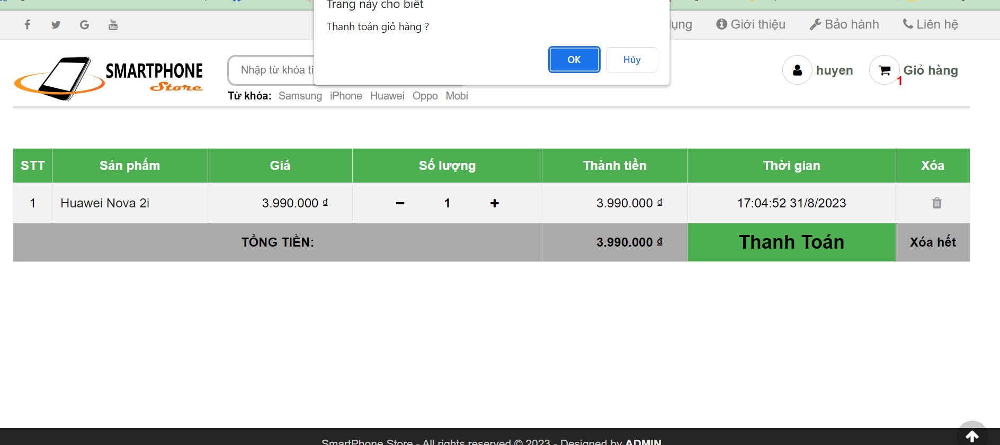 Trang này cho biết
Thanh toán giỏ hàng ?
OK
Hủy
Giới thiệu
Bảo hành
Liên hệ
You
Tube
SMARTPHONE
Store
Nhập từ khóa
Từ khóa: Samsung iPhone Huawei Oppo Mobi
huyen
1
Giỏ hàng
STT Sản phẩm Giá Số lượng Thành tiền Thời gian Xóa
1 Huawei Nova 2i 3.990.000 ₫ 1 3.990.000 ₫ 17:04:52 31/8/2023
TỔNG TIỀN: 3.990.000 ₫ Thanh Toán Xóa hết
SmartPhone Store - All rights reserved © 2023 - Designed by ADMIN